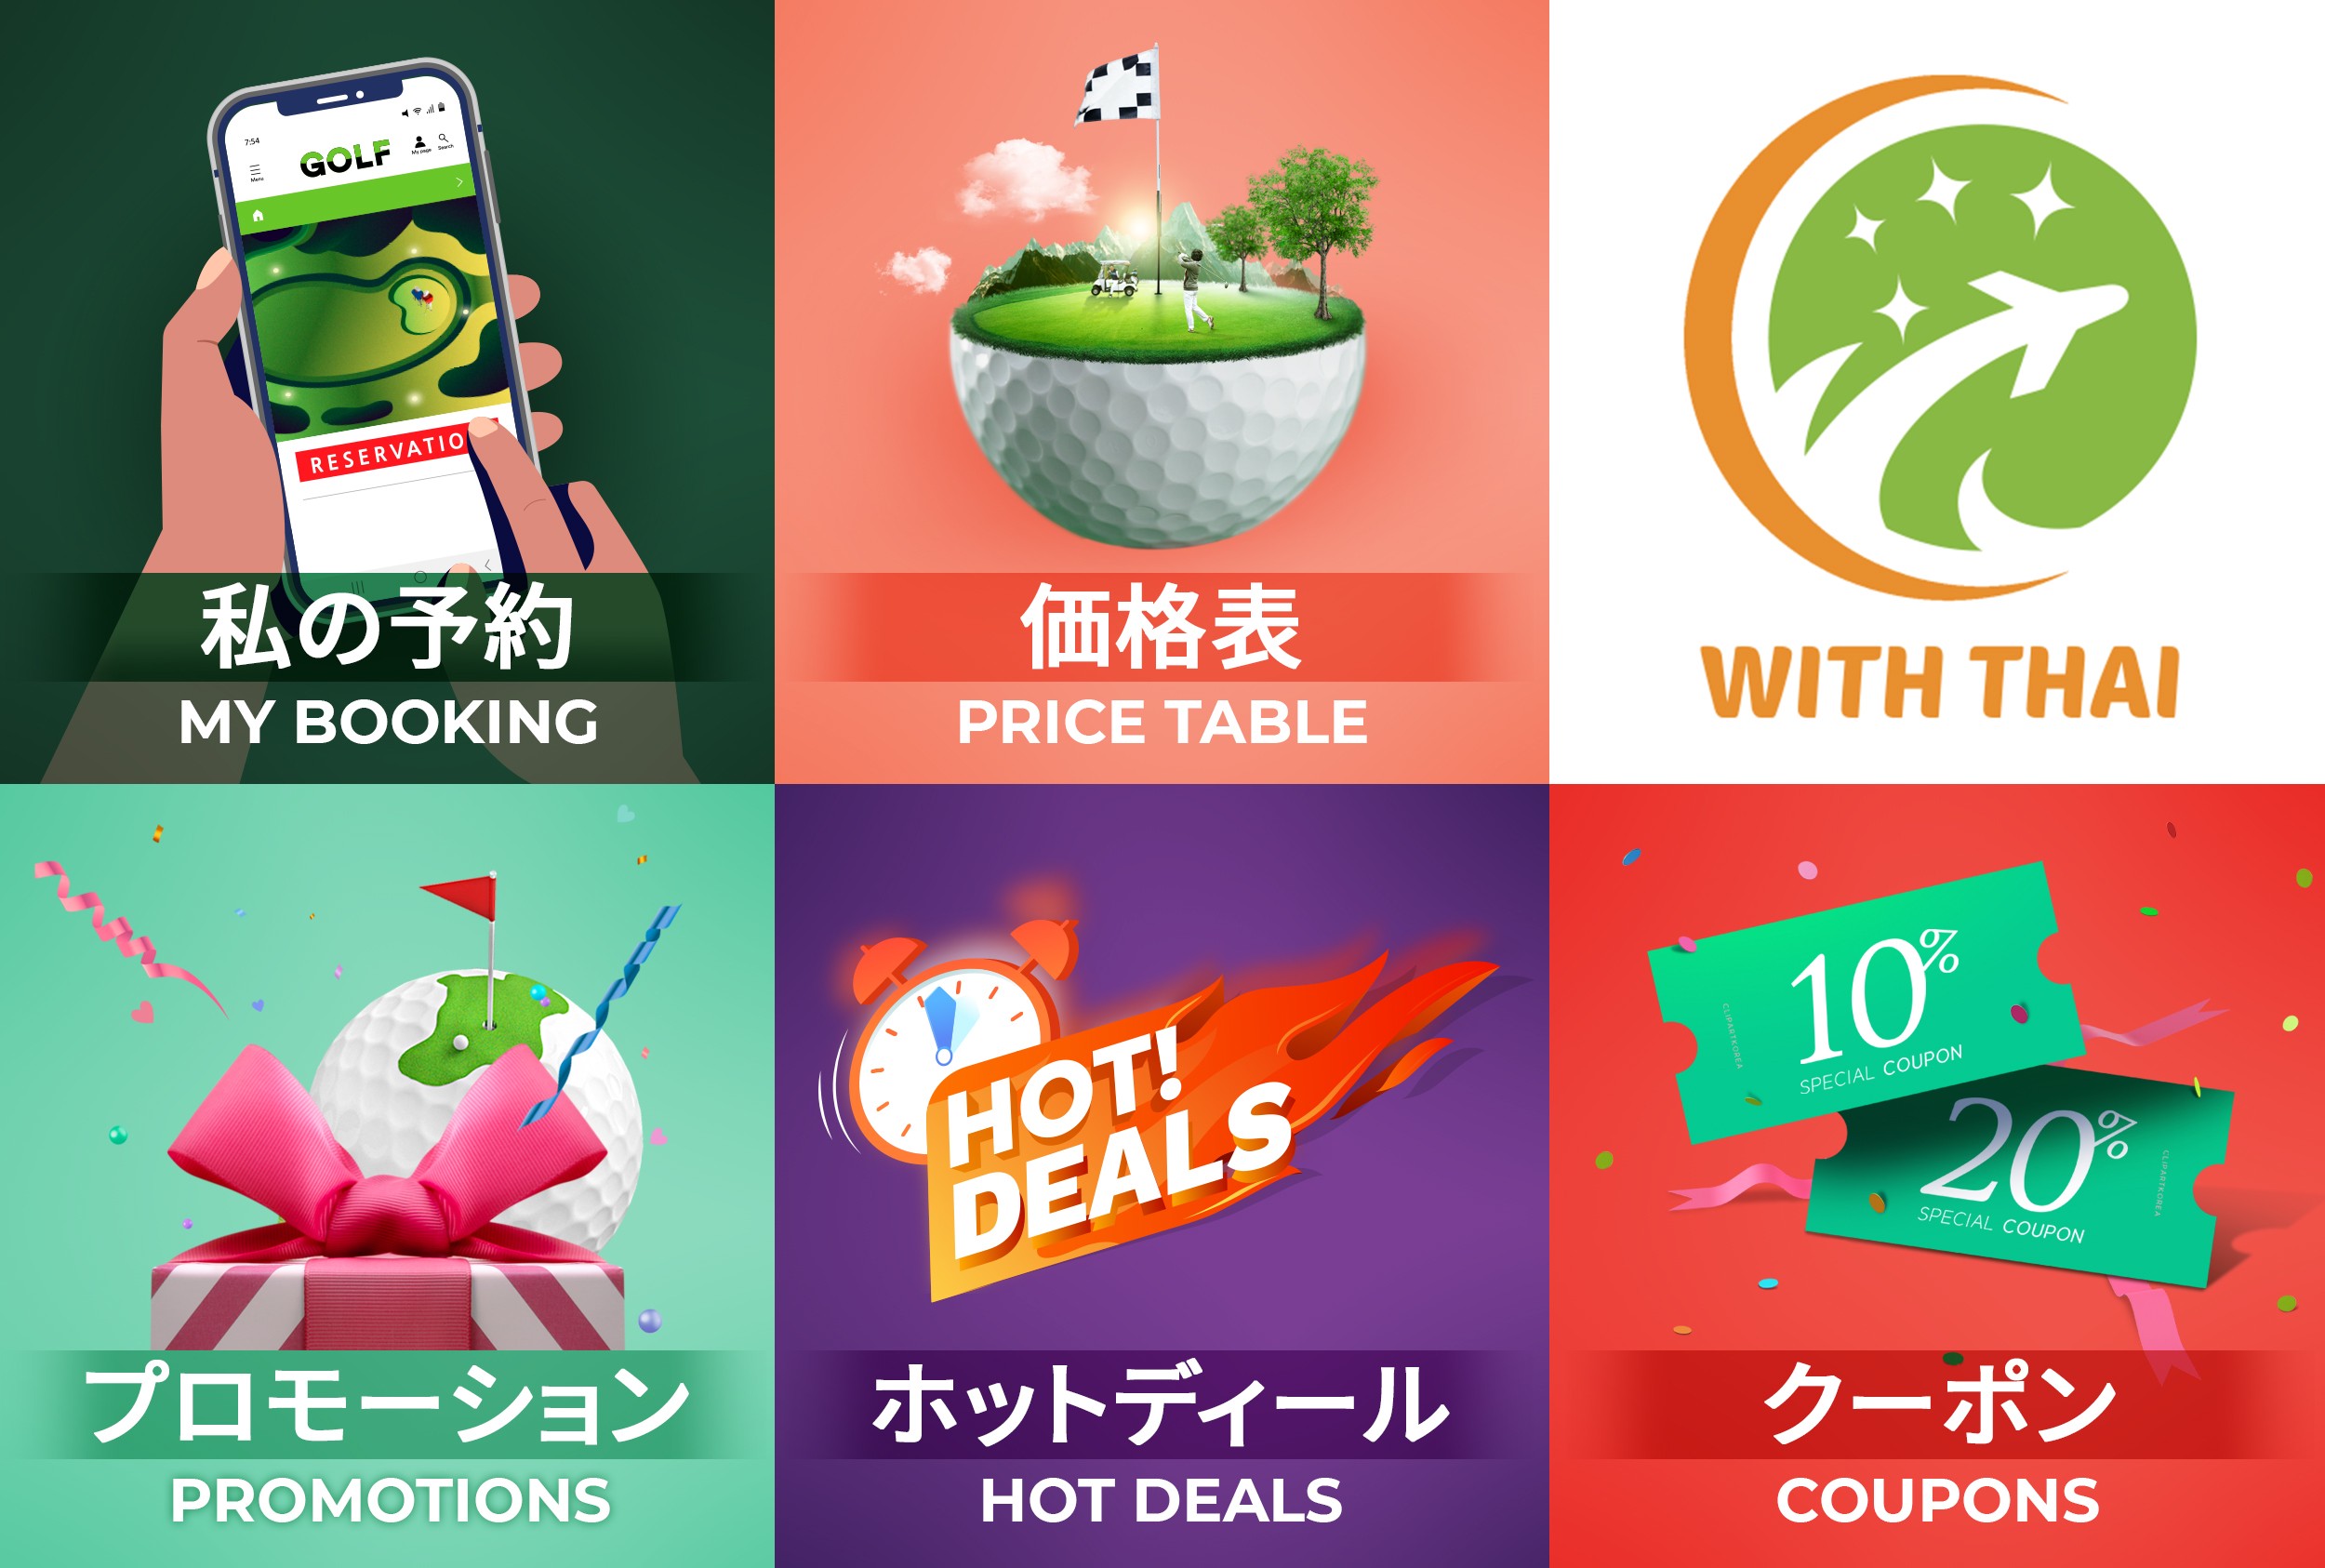 7:54
Menu
GOLF
My page
Search
RESERVATIO
私の予約
MY BOOKING
価格表
PRICE TABLE
WITH THAI
プロモーション
PROMOTIONS
HOT!
DEALS
ホットディール
HOT DEALS
10%
SPECIAL COUPON
CLIPARTKOREA
20%
SPECIAL COUPON
CLIPARTKOREA
クーポン
COUPONS